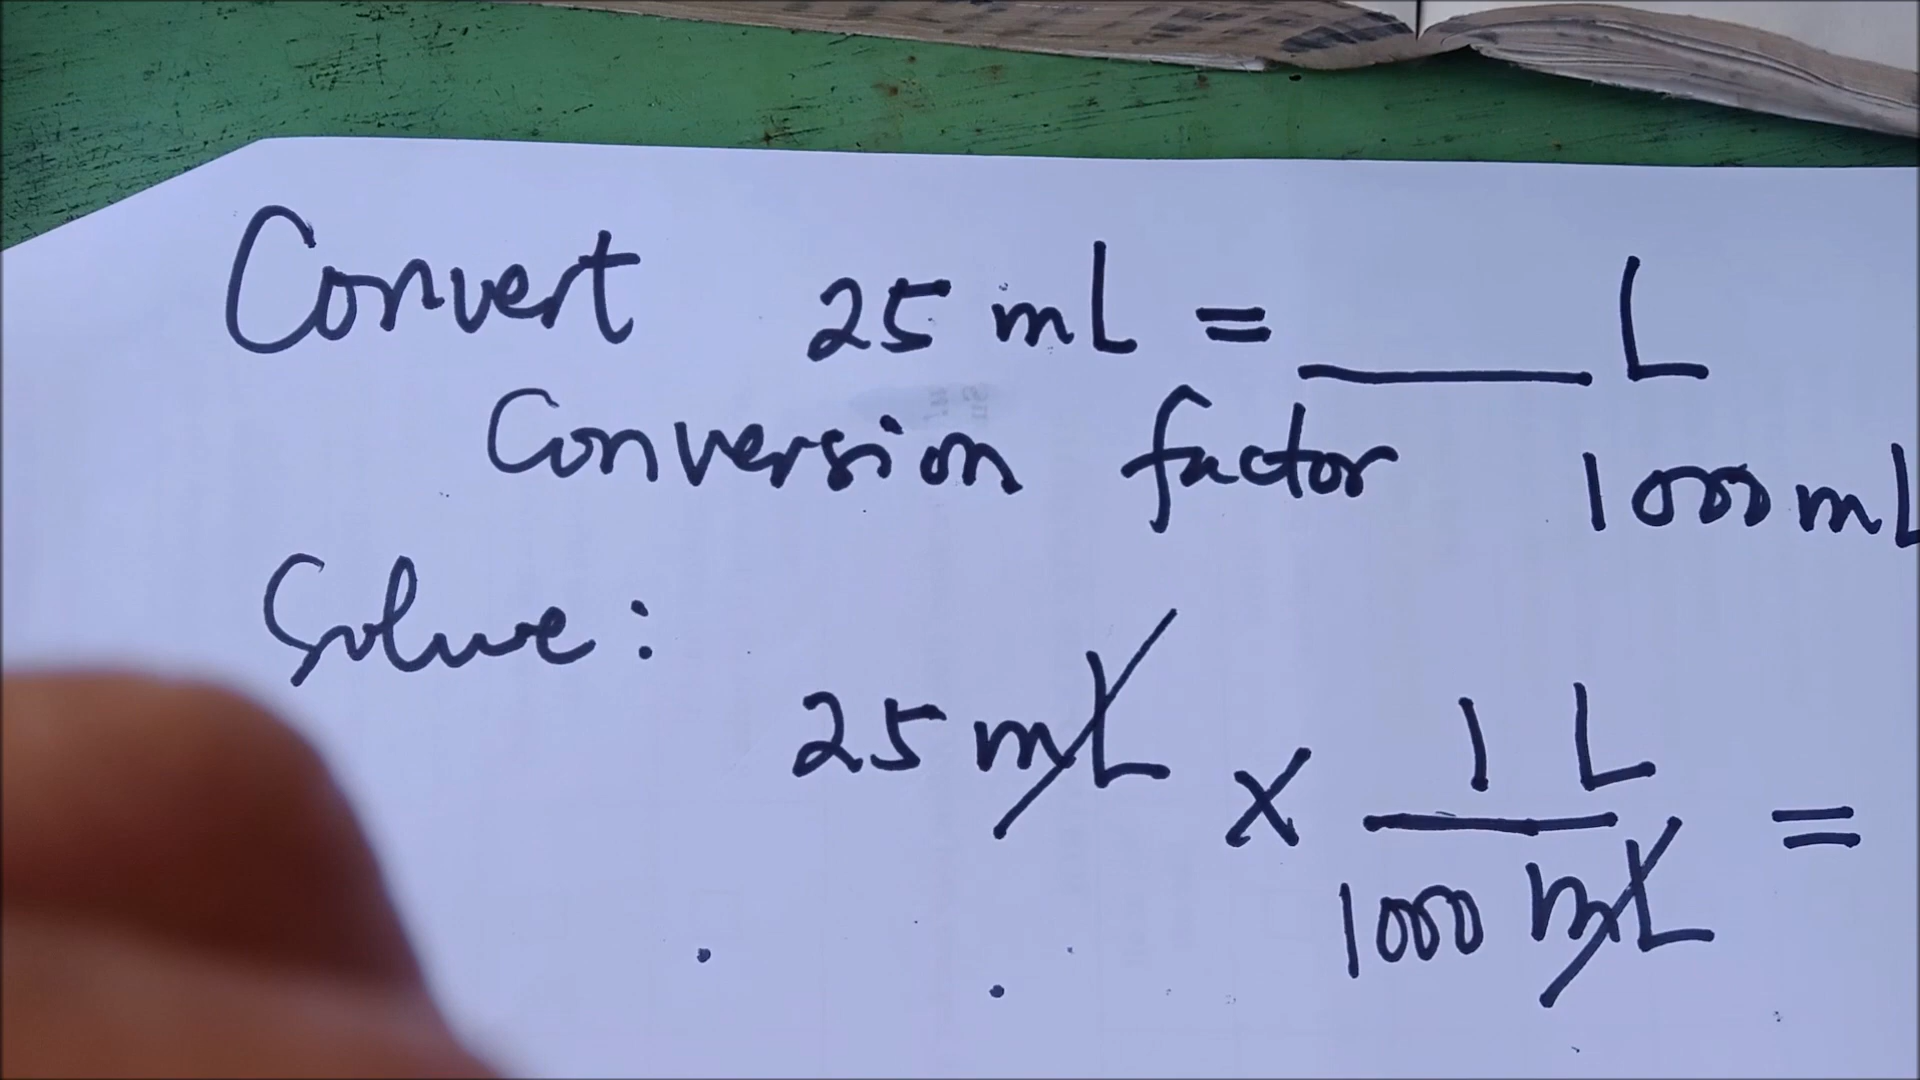 Convert 25 mL = ____ L
Conversion factor 1000 mL
Solve:
25 mL x 1 L =
1000 mL